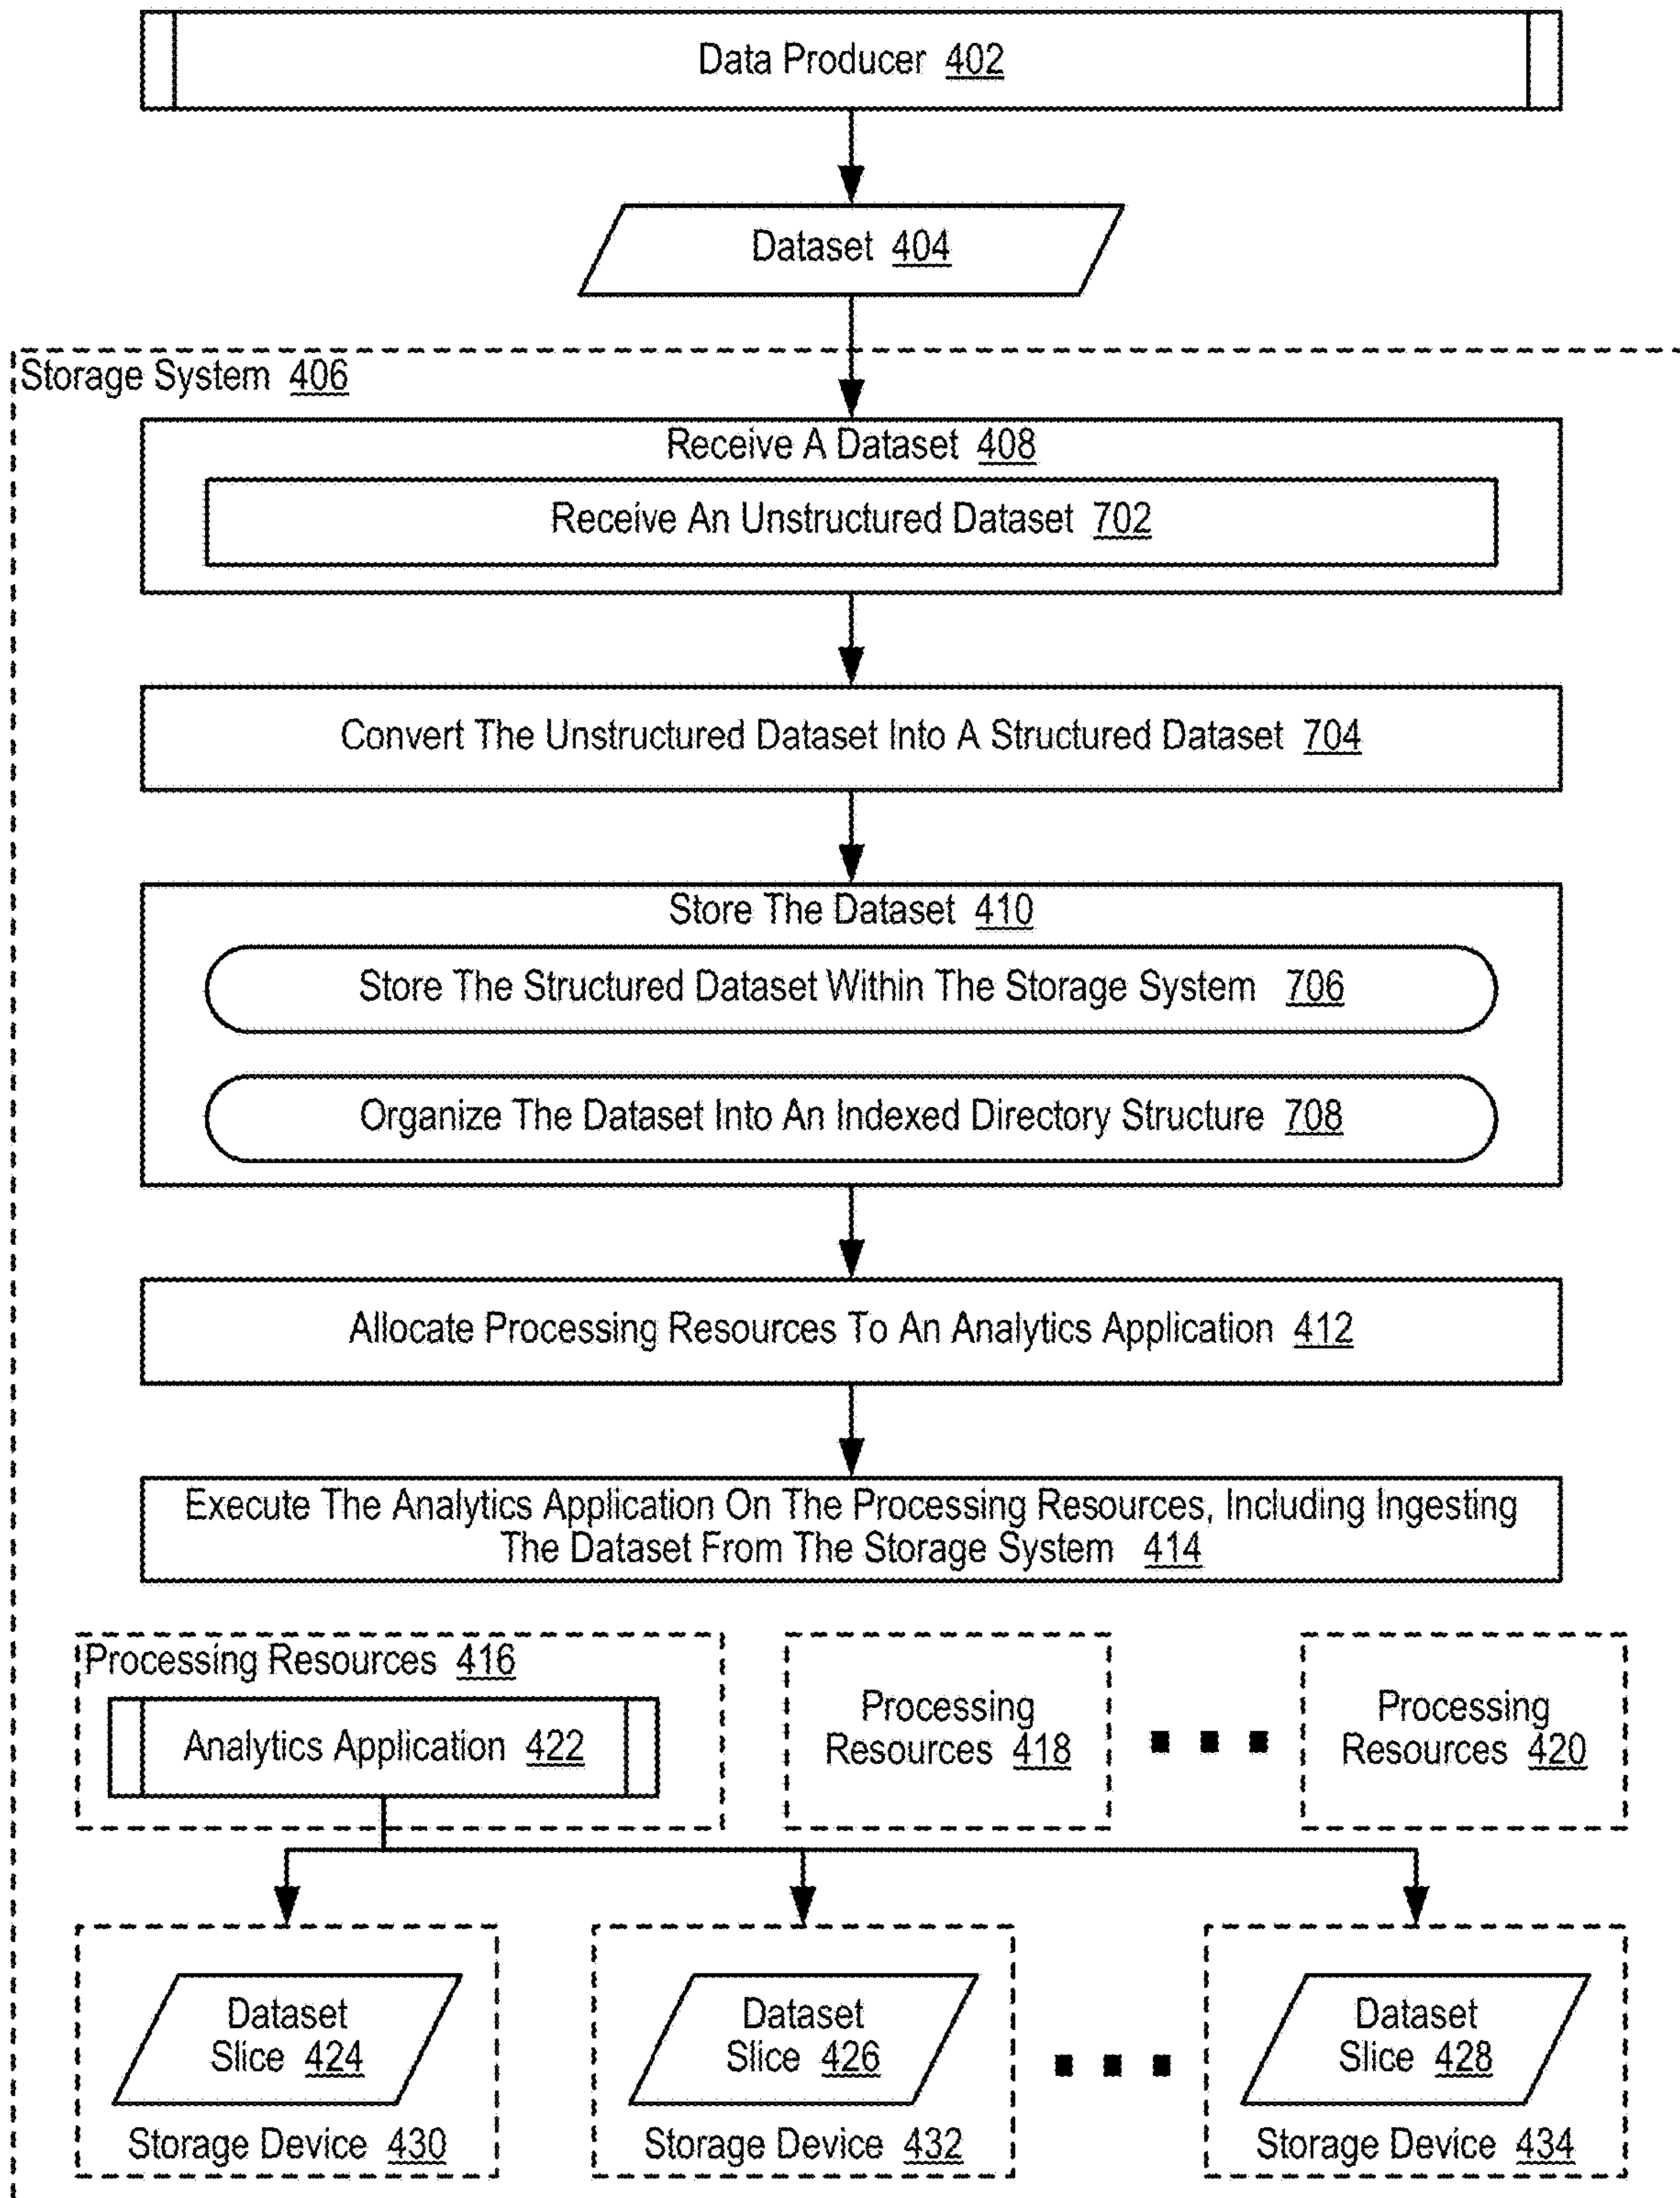 Data Producer 402
Dataset 404
Storage System 406
Receive A Dataset 408
Receive An Unstructured Dataset 702
Convert The Unstructured Dataset Into A Structured Dataset 704
Store The Dataset 410
Store The Structured Dataset Within The Storage System 706
Organize The Dataset Into An Indexed Directory Structure 708
Allocate Processing Resources To An Analytics Application 412
Execute The Analytics Application On The Processing Resources, Including Ingesting
The Dataset From The Storage System 414
Processing Resources 416
Analytics Application 422
Processing
Resources 418
Processing
Resources 420
Dataset
Slice 424
Storage Device 430
Dataset
Slice 426
Storage Device 432
Dataset
Slice 428
Storage Device 434